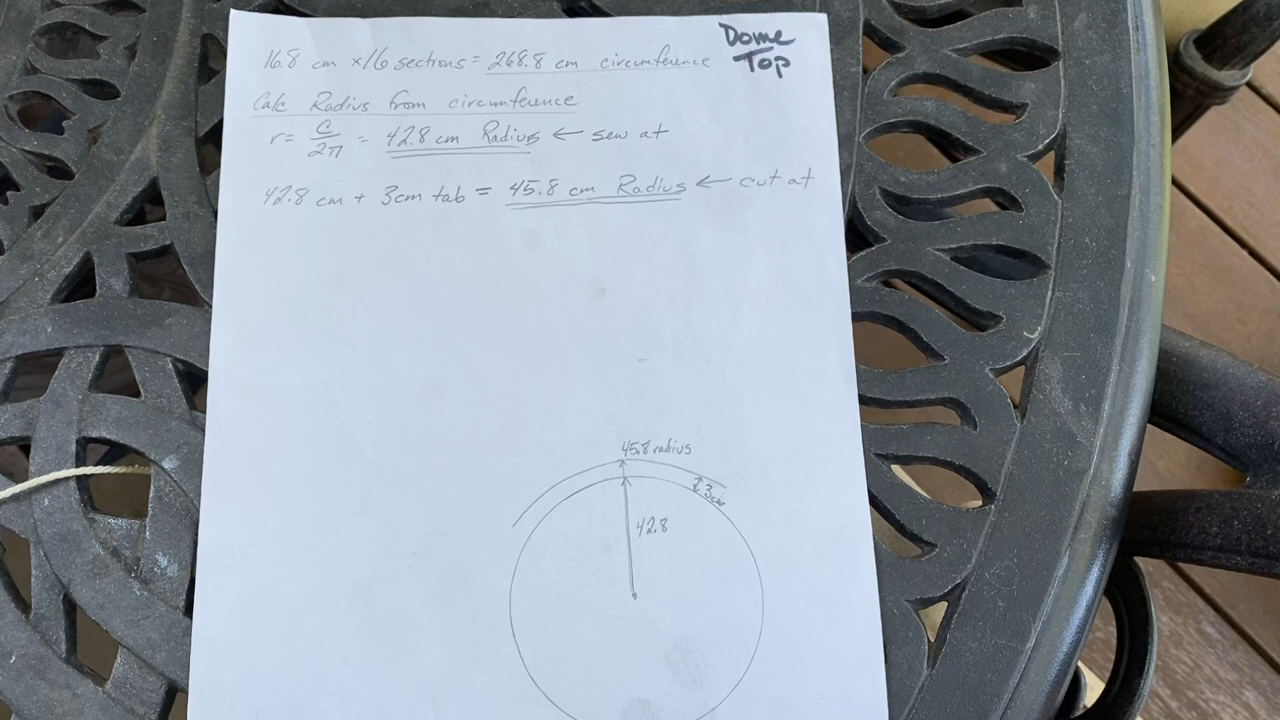 Dome
Top
16.8 cm x 16 sections = 268.8 cm circumference
Calc Radius from circumference
r = C/2π = 42.8 cm Radius ← sew at
42.8 cm + 3cm tab = 45.8 cm Radius ← cut at
45.8 radius
3cm
42.8